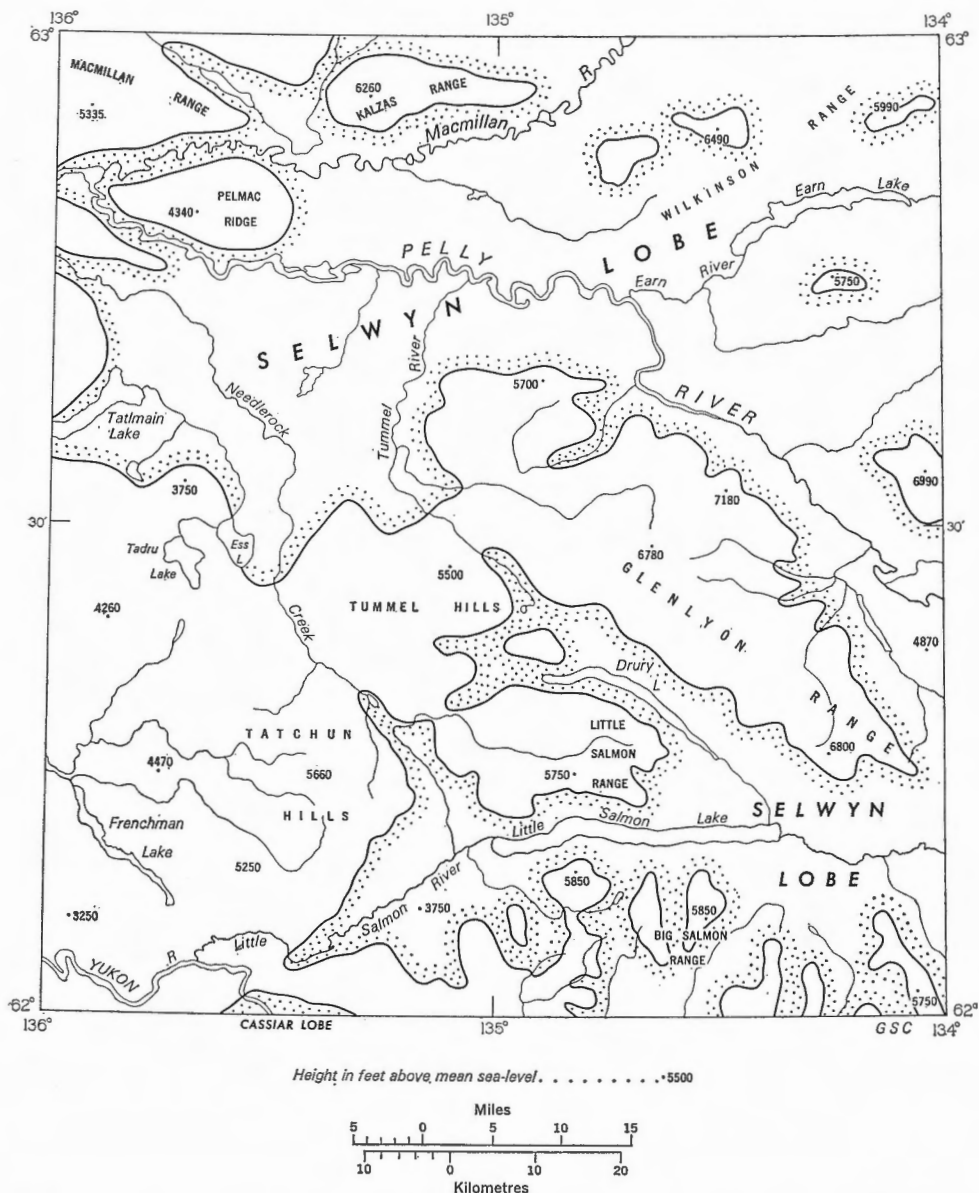 136°
135°
134°
63°
63°
MACMILLAN
RANGE
5335
6260
KALZAS RANGE
Macmillan R
5990
RANGE
6490
WILKINSON
PELMAC
RIDGE
4340
Earn Lake
LOBE
PELLY
Earn River
5750
SELWYN
River
Tummel
Needlerock
5700
RIVER
Tatlmain
Lake
3750
7180
6990
30′
30′
Ess
L
Tadru
Lake
6780
5500
GLENLYON
4260
TUMMEL HILLS
Creek
4870
Drury
L
RANGE
TATCHUN
LITTLE
SALMON
RANGE
6800
4470
5660
5750
HILLS
SELWYN
Little Salmon Lake
Frenchman
Lake
River
LOBE
5250
5850
3250
Salmon
3750
5850
BIG SALMON
RANGE
Little
YUKON R
5750
62°
62°
136°
CASSIAR LOBE
135°
134°
GSC
Height in feet above mean sea-level . . . . . . . . . •5500
Miles
5 0 5 10 15
10 0 10 20
Kilometres